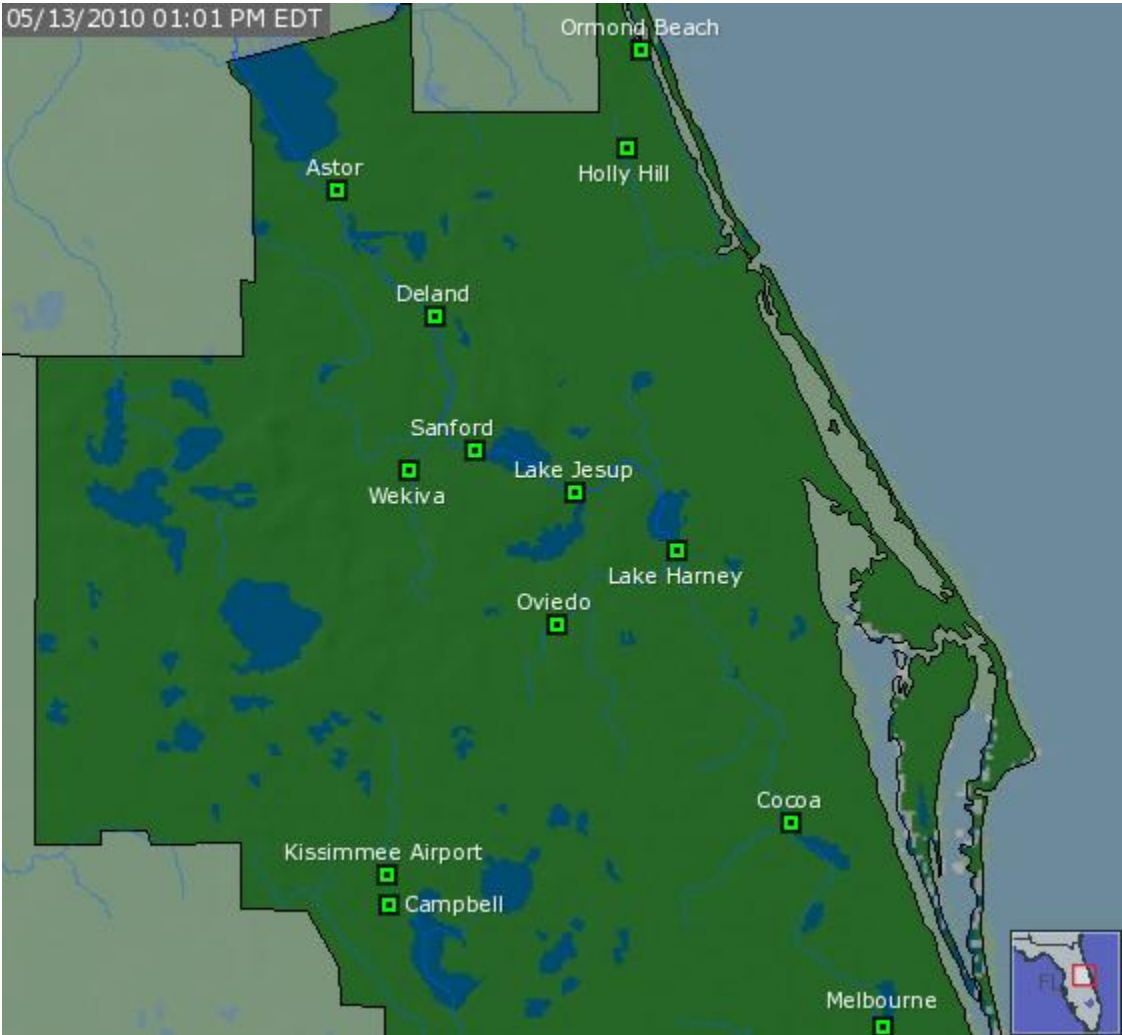 05/13/2010 01:01 PM EDT
Ormond Beach
Holly Hill
Astor
Deland
Sanford
Lake Jesup
Wekiva
Lake Harney
Oviedo
Cocoa
Kissimmee Airport
Campbell
Melbourne
FL